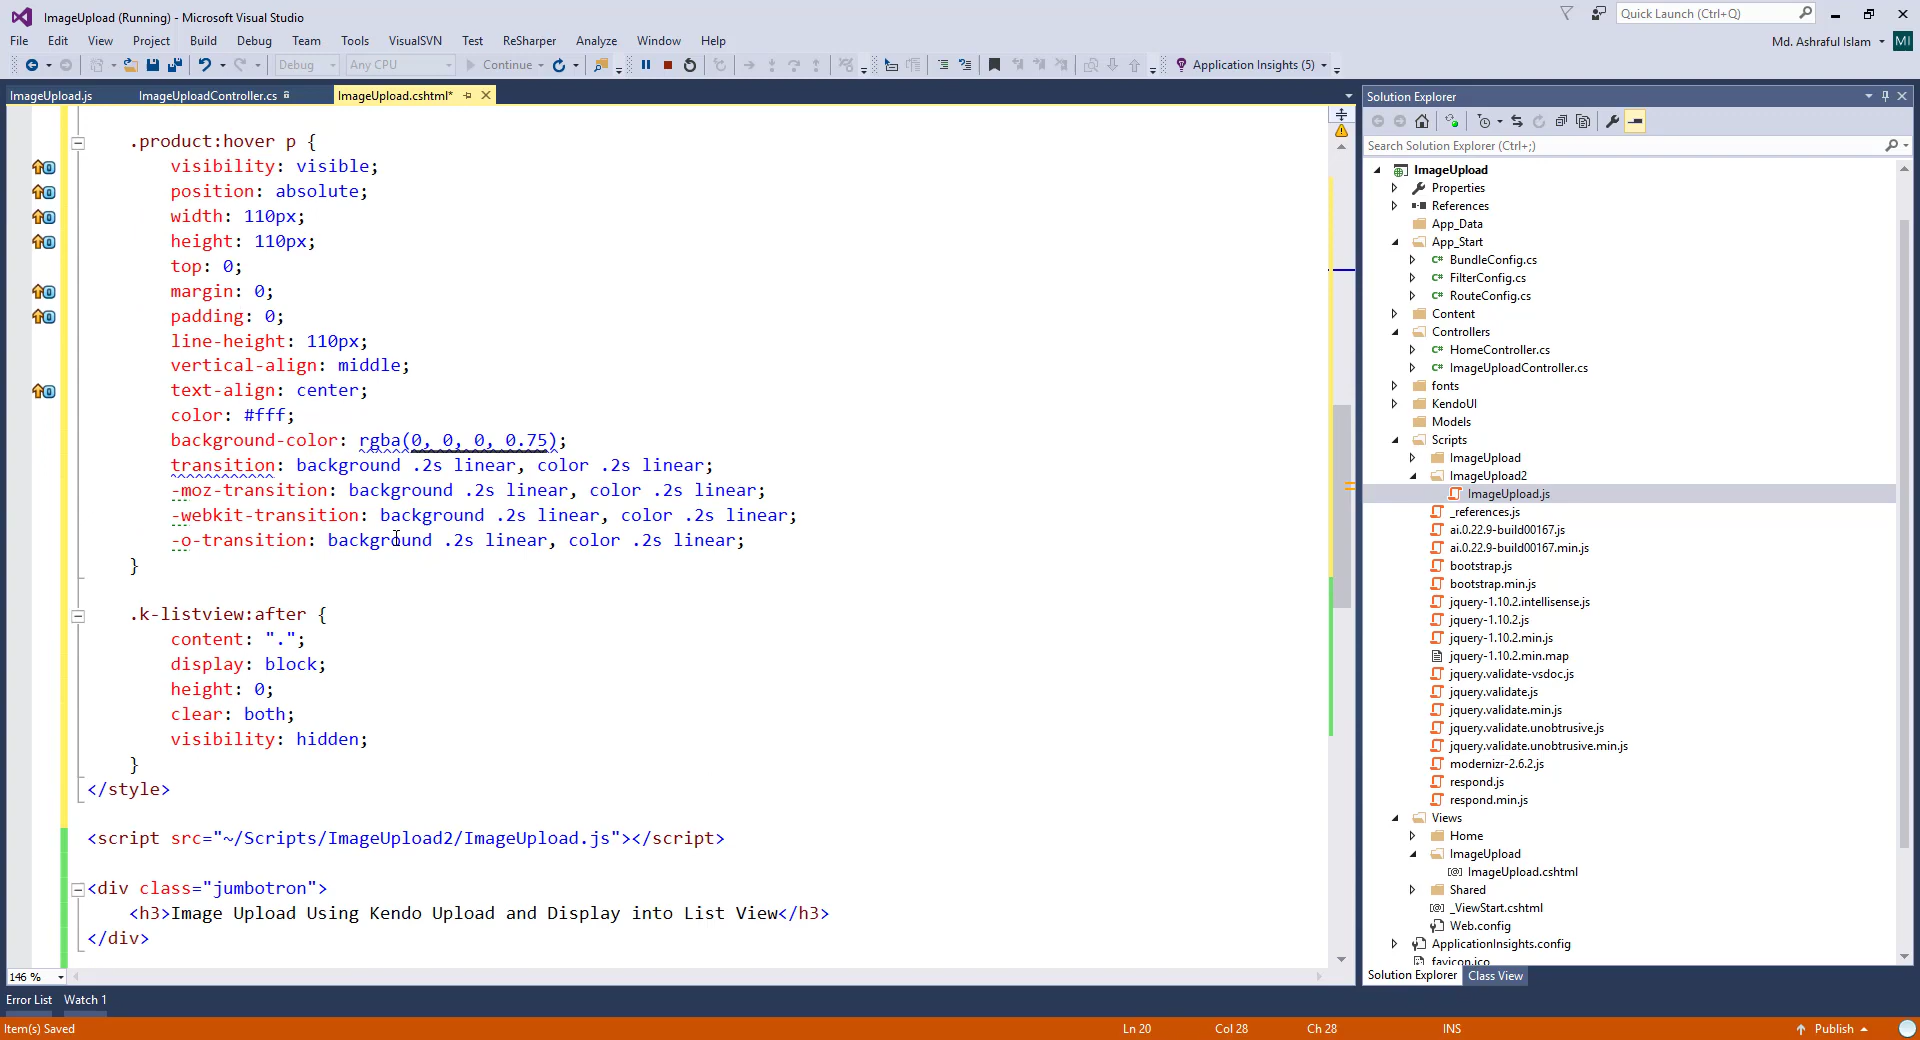 ImageUpload (Running) - Microsoft Visual Studio
Quick Launch (Ctrl+Q)
File Edit View Project Build Debug Team Tools VisualSVN Test ReSharper Analyze Window Help
Md. Ashraful Islam MI
Debug Any CPU Continue Application Insights (5)
ImageUpload.js ImageUploadController.cs ImageUpload.cshtml*
.product:hover p {
visibility: visible;
position: absolute;
width: 110px;
height: 110px;
top: 0;
margin: 0;
padding: 0;
line-height: 110px;
vertical-align: middle;
text-align: center;
color: #fff;
background-color: rgba(0, 0, 0, 0.75);
transition: background .2s linear, color .2s linear;
-moz-transition: background .2s linear, color .2s linear;
-webkit-transition: background .2s linear, color .2s linear;
-o-transition: background .2s linear, color .2s linear;
}
.k-listview:after {
content: ".";
display: block;
height: 0;
clear: both;
visibility: hidden;
}
</style>
<script src="~/Scripts/ImageUpload2/ImageUpload.js"></script>
<div class="jumbotron">
<h3>Image Upload Using Kendo Upload and Display into List View</h3>
</div>
146 %
Solution Explorer
Search Solution Explorer (Ctrl+;)
ImageUpload
Properties
References
App_Data
App_Start
C# BundleConfig.cs
C# FilterConfig.cs
C# RouteConfig.cs
Content
Controllers
C# HomeController.cs
C# ImageUploadController.cs
fonts
KendoUI
Models
Scripts
ImageUpload
ImageUpload2
ImageUpload.js
_references.js
ai.0.22.9-build00167.js
ai.0.22.9-build00167.min.js
bootstrap.js
bootstrap.min.js
jquery-1.10.2.intellisense.js
jquery-1.10.2.js
jquery-1.10.2.min.js
jquery-1.10.2.min.map
jquery.validate-vsdoc.js
jquery.validate.js
jquery.validate.min.js
jquery.validate.unobtrusive.js
jquery.validate.unobtrusive.min.js
modernizr-2.6.2.js
respond.js
respond.min.js
Views
Home
ImageUpload
[@] ImageUpload.cshtml
Shared
[@] _ViewStart.cshtml
Web.config
ApplicationInsights.config
favicon.ico
Solution Explorer Class View
Error List Watch 1
Item(s) Saved Ln 20 Col 28 Ch 28 INS Publish